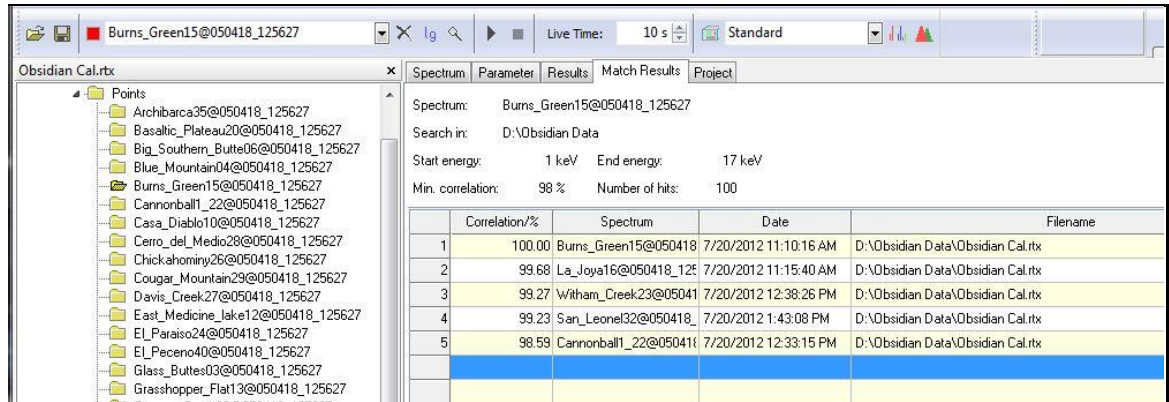 Burns_Green15@050418_125627 lg Live Time: 10 s Standard
Obsidian Cal.rtx x
Points
Archibarca35@050418_125627
Basaltic_Plateau20@050418_125627
Big_Southern_Butte06@050418_125627
Blue_Mountain04@050418_125627
Burns_Green15@050418_125627
Cannonball1_22@050418_125627
Casa_Diablo10@050418_125627
Cerro_del_Medio28@050418_125627
Chickahominy26@050418_125627
Cougar_Mountain29@050418_125627
Davis_Creek27@050418_125627
East_Medicine_lake12@050418_125627
El_Paraiso24@050418_125627
El_Peceno40@050418_125627
Glass_Buttes03@050418_125627
Grasshopper_Flat13@050418_125627
Spectrum Parameter Results Match Results Project
Spectrum: Burns_Green15@050418_125627
Search in: D:\Obsidian Data
Start energy: 1 keV End energy: 17 keV
Min. correlation: 98 % Number of hits: 100
Correlation/% Spectrum Date Filename
1 100.00 Burns_Green15@050418 7/20/2012 11:10:16 AM D:\Obsidian Data\Obsidian Cal.rtx
2 99.68 La_Joya16@050418_125 7/20/2012 11:15:40 AM D:\Obsidian Data\Obsidian Cal.rtx
3 99.27 Witham_Creek23@05041 7/20/2012 12:38:26 PM D:\Obsidian Data\Obsidian Cal.rtx
4 99.23 San_Leonel32@050418_ 7/20/2012 1:43:08 PM D:\Obsidian Data\Obsidian Cal.rtx
5 98.59 Cannonball1_22@050418 7/20/2012 12:33:15 PM D:\Obsidian Data\Obsidian Cal.rtx